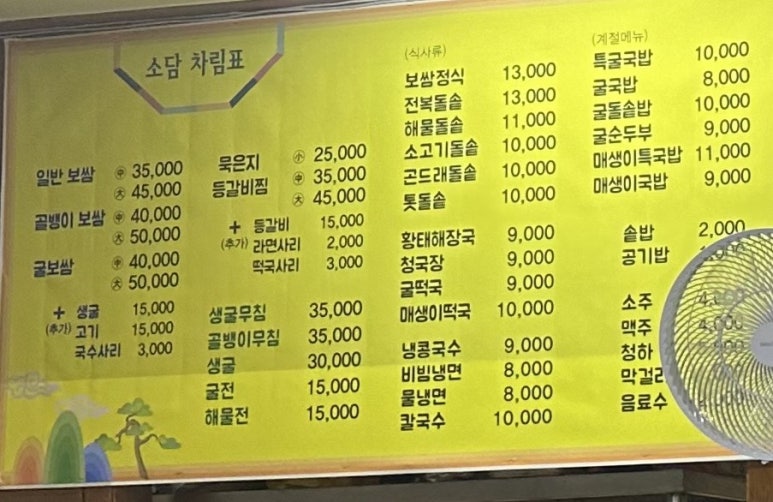 소담 차림표
일반 보쌈 ㊥ 35,000
㊤ 45,000
골뱅이 보쌈 ㊥ 40,000
50,000
굴보쌈 ㊥ 40,000
50,000
+ 생굴 15,000
(추가) 고기 15,000
국수사리 3,000
묵은지 25,000
등갈비찜 ㊥ 35,000
45,000
+ 등갈비 15,000
(추가) 라면사리 2,000
떡국사리 3,000
생굴무침 35,000
골뱅이무침 35,000
생굴 30,000
굴전 15,000
해물전 15,000
(식사류)
보쌈정식 13,000
전복돌솥 13,000
해물돌솥 11,000
소고기돌솥 10,000
곤드래돌솥 10,000
톳돌솥 10,000
황태해장국 9,000
청국장 9,000
굴떡국 9,000
매생이떡국 10,000
냉콩국수 9,000
비빔냉면 8,000
물냉면 8,000
칼국수 10,000
(계절메뉴)
특굴국밥 10,000
굴국밥 8,000
굴돌솥밥 10,000
굴순두부 9,000
매생이특국밥 11,000
매생이국밥 9,000
솥밥 2,000
공기밥
소주
맥주
청하
막걸리
음료수